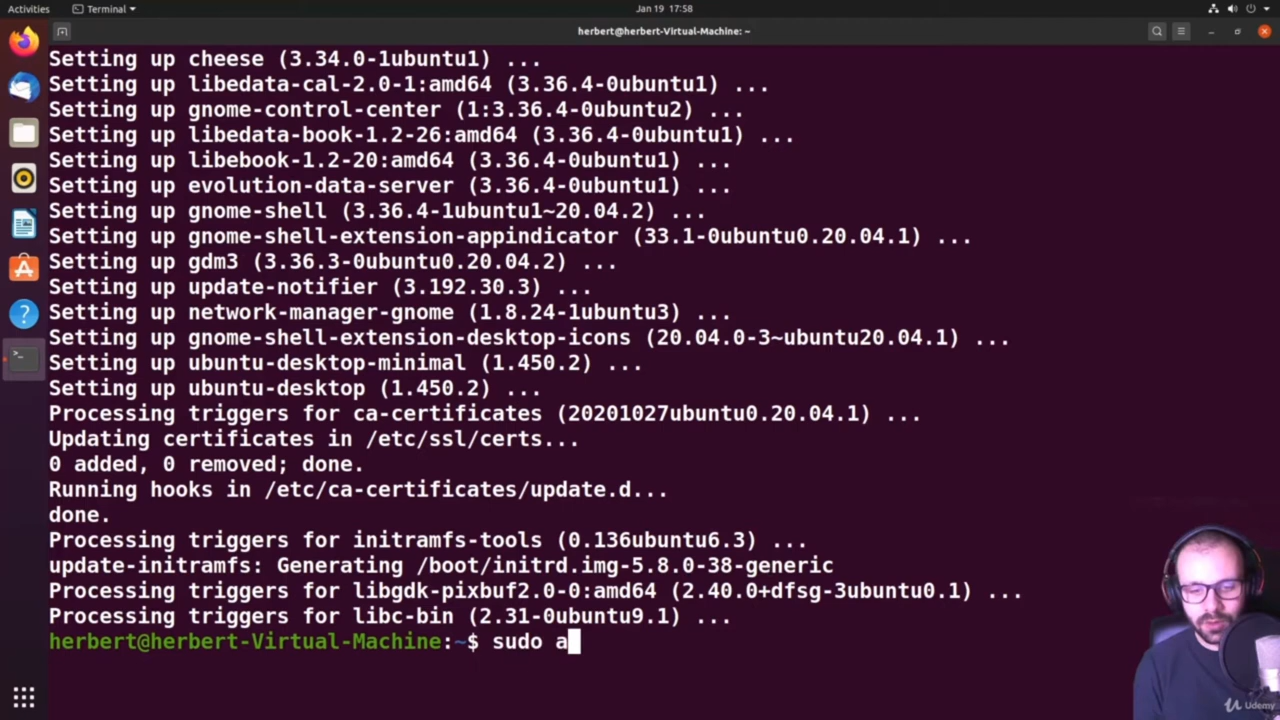 Activities
Terminal
Jan 19 17:58
herbert@herbert-Virtual-Machine: ~
Setting up cheese (3.34.0-1ubuntu1) ...
Setting up libedata-cal-2.0-1:amd64 (3.36.4-0ubuntu1) ...
Setting up gnome-control-center (1:3.36.4-0ubuntu2) ...
Setting up libedata-book-1.2-26:amd64 (3.36.4-0ubuntu1) ...
Setting up libebook-1.2-20:amd64 (3.36.4-0ubuntu1) ...
Setting up evolution-data-server (3.36.4-0ubuntu1) ...
Setting up gnome-shell (3.36.4-1ubuntu1~20.04.2) ...
Setting up gnome-shell-extension-appindicator (33.1-0ubuntu0.20.04.1) ...
Setting up gdm3 (3.36.3-0ubuntu0.20.04.2) ...
Setting up update-notifier (3.192.30.3) ...
Setting up network-manager-gnome (1.8.24-1ubuntu3) ...
Setting up gnome-shell-extension-desktop-icons (20.04.0-3~ubuntu20.04.1) ...
Setting up ubuntu-desktop-minimal (1.450.2) ...
Setting up ubuntu-desktop (1.450.2) ...
Processing triggers for ca-certificates (20201027ubuntu0.20.04.1) ...
Updating certificates in /etc/ssl/certs...
0 added, 0 removed; done.
Running hooks in /etc/ca-certificates/update.d...
done.
Processing triggers for initramfs-tools (0.136ubuntu6.3) ...
update-initramfs: Generating /boot/initrd.img-5.8.0-38-generic
Processing triggers for libgdk-pixbuf2.0-0:amd64 (2.40.0+dfsg-3ubuntu0.1) ...
Processing triggers for libc-bin (2.31-0ubuntu9.1) ...
herbert@herbert-Virtual-Machine:~$ sudo a
Udemy